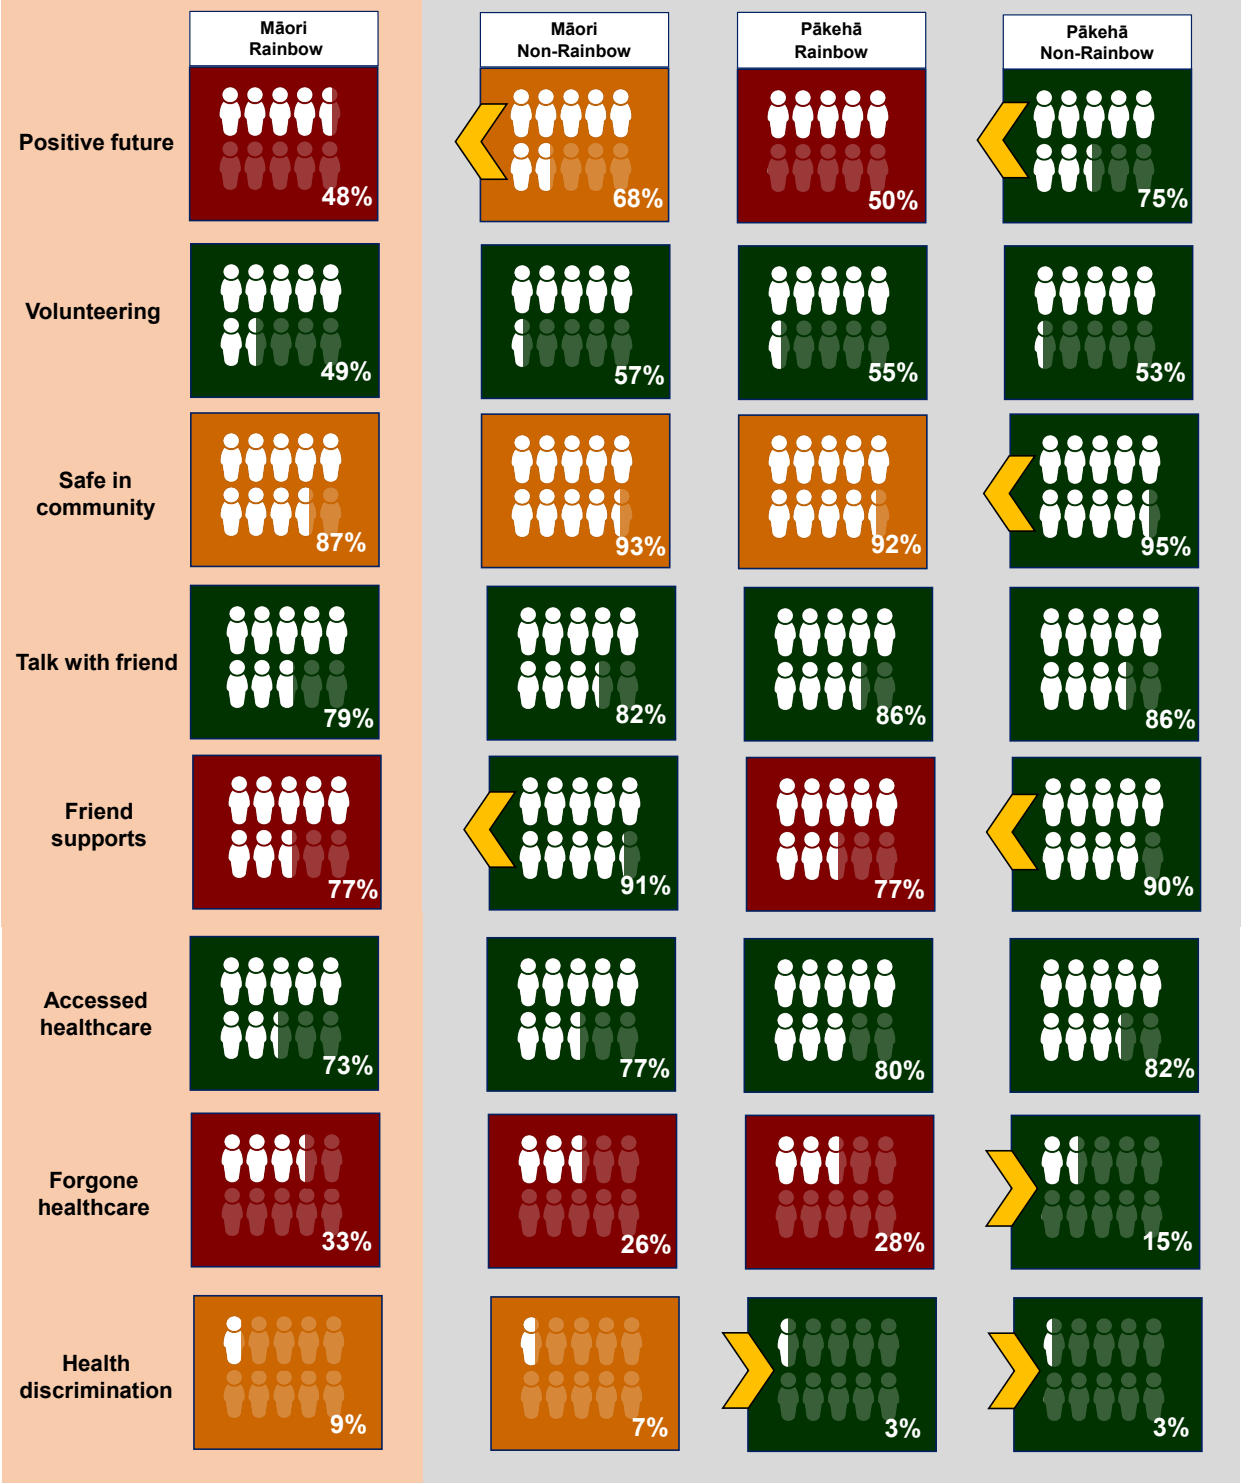 Māori
Rainbow
Māori
Non-Rainbow
Pākehā
Rainbow
Pākehā
Non-Rainbow
Positive future
48%
68%
50%
75%
Volunteering
49%
57%
55%
53%
Safe in
community
87%
93%
92%
95%
Talk with friend
79%
82%
86%
86%
Friend
supports
77%
91%
77%
90%
Accessed
healthcare
73%
77%
80%
82%
Forgone
healthcare
33%
26%
28%
15%
Health
discrimination
9%
7%
3%
3%